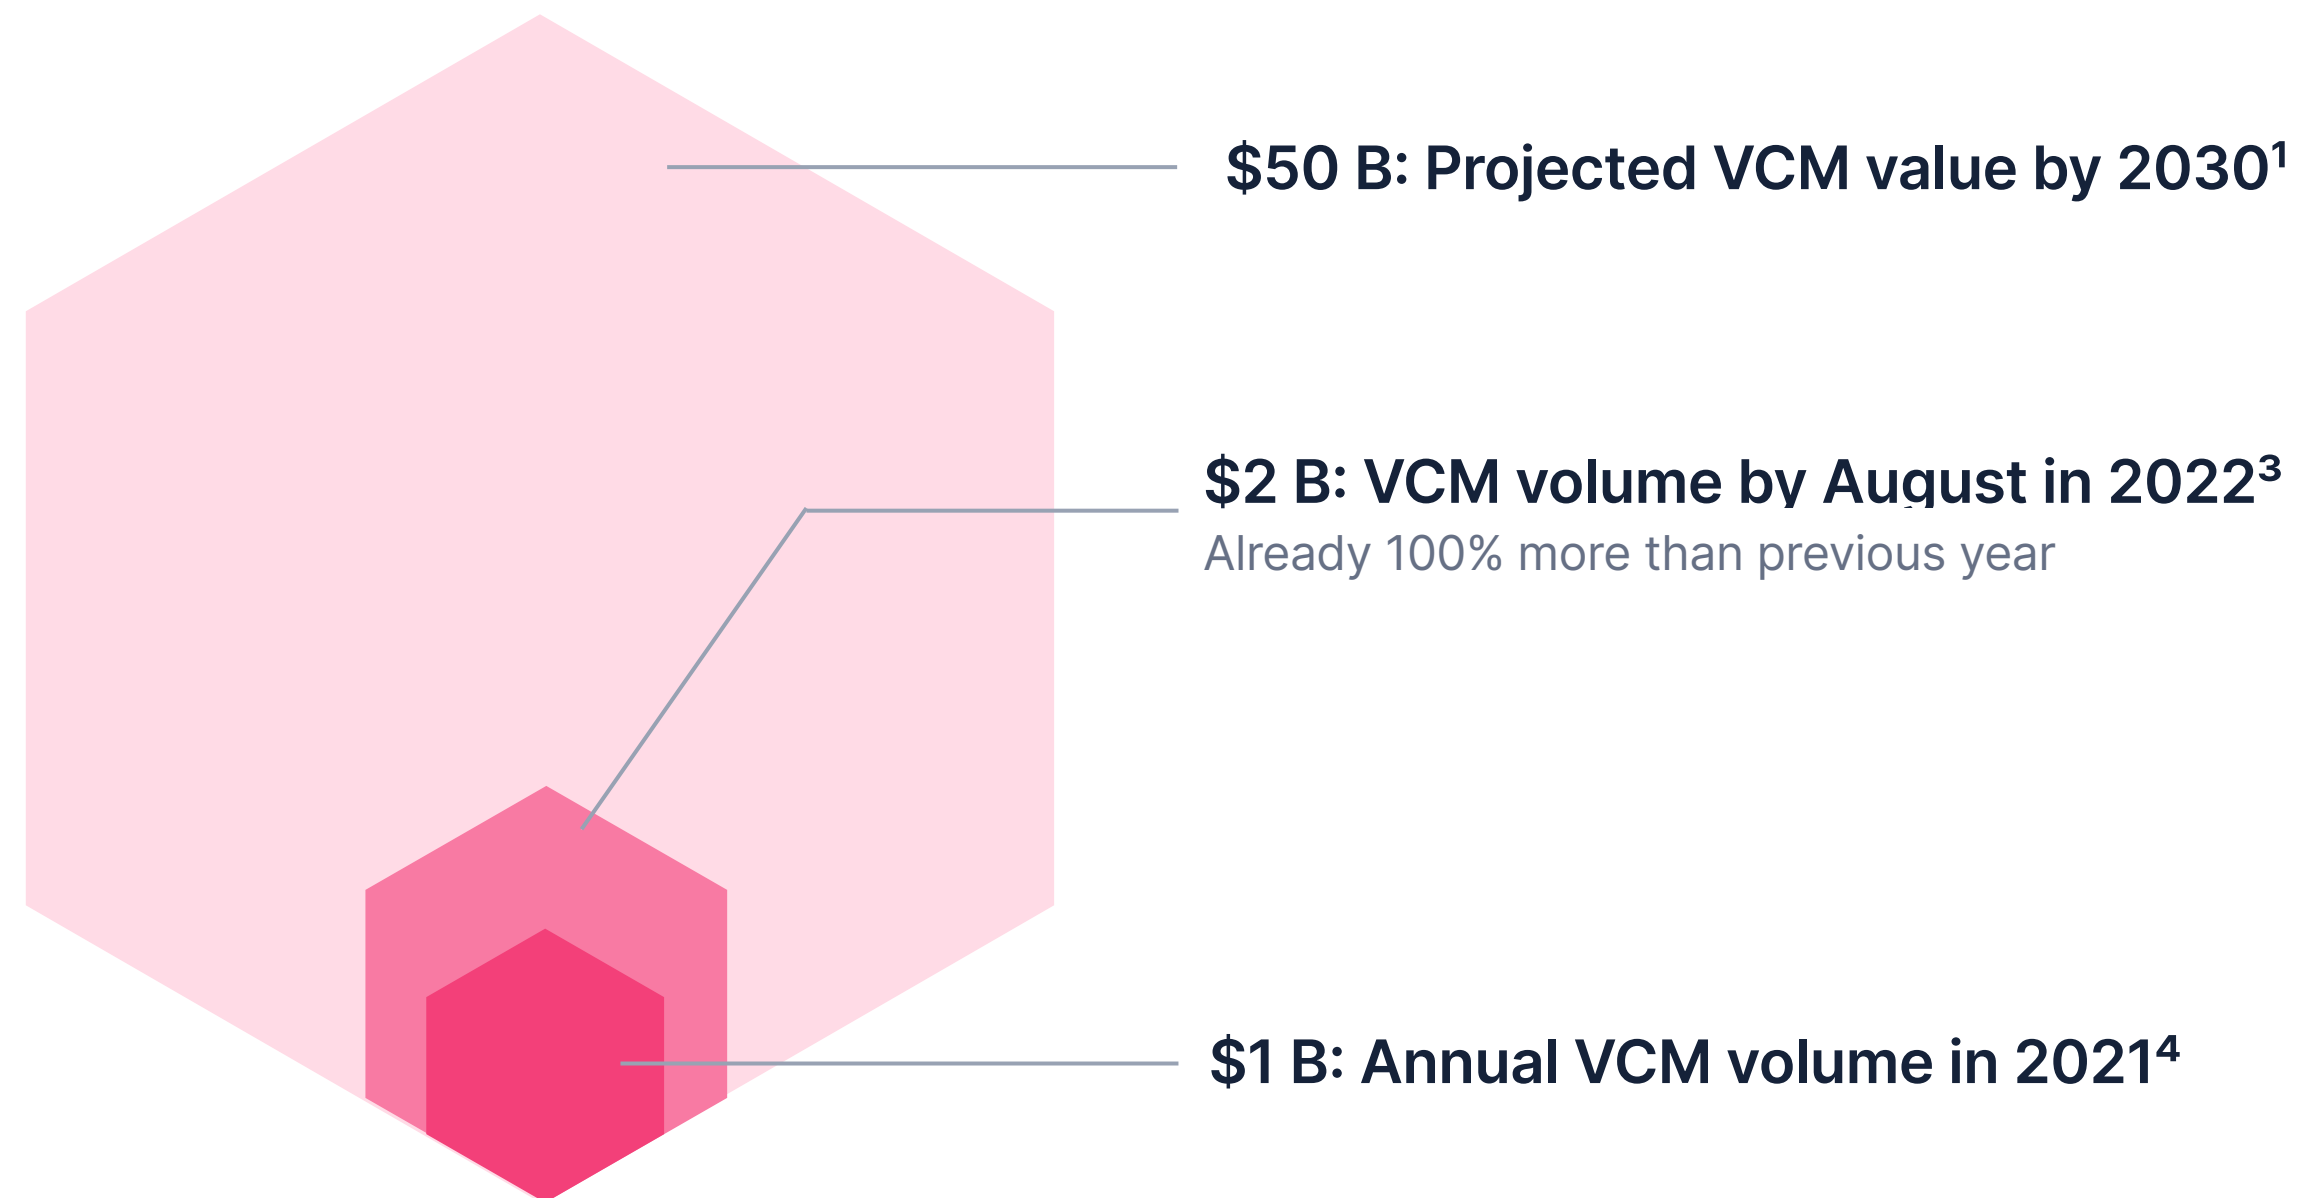 $50 B: Projected VCM value by 2030¹
$2 B: VCM volume by August in 2022³
Already 100% more than previous year
$1 B: Annual VCM volume in 2021⁴